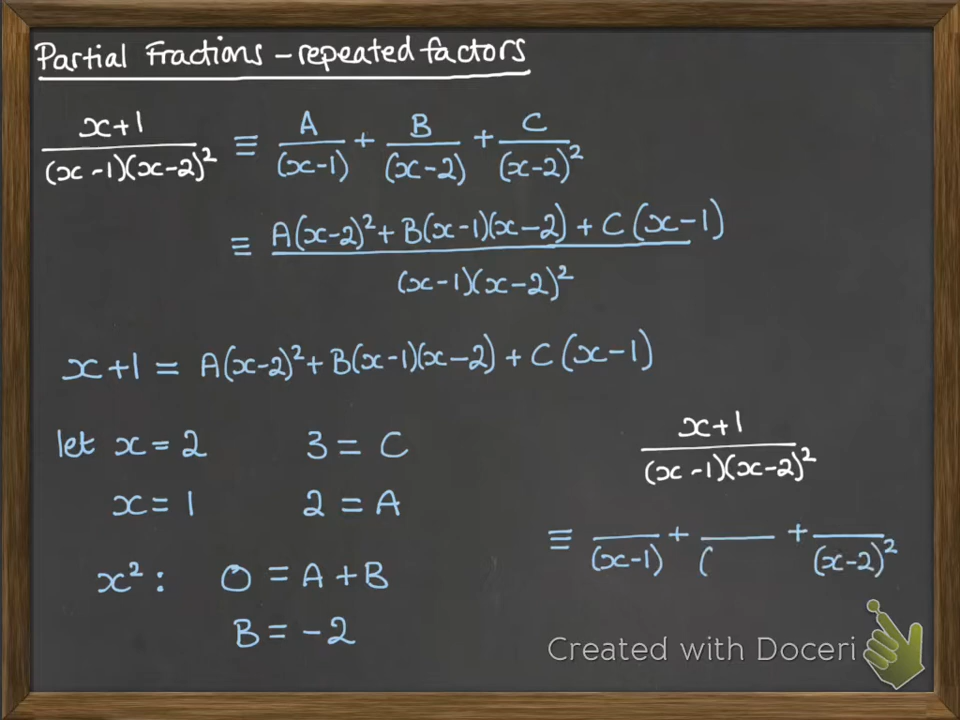 Partial Fractions – repeated factors
x+1 / (x-1)(x-2)² ≡ A/(x-1) + B/(x-2) + C/(x-2)²
≡ A(x-2)² + B(x-1)(x-2) + C(x-1) / (x-1)(x-2)²
x+1 = A(x-2)² + B(x-1)(x-2) + C(x-1)
let x = 2 3 = C
x = 1 2 = A
x² : 0 = A + B
B = -2
x+1 / (x-1)(x-2)²
≡ /(x-1) + /( + /(x-2)²
Created with Doceri